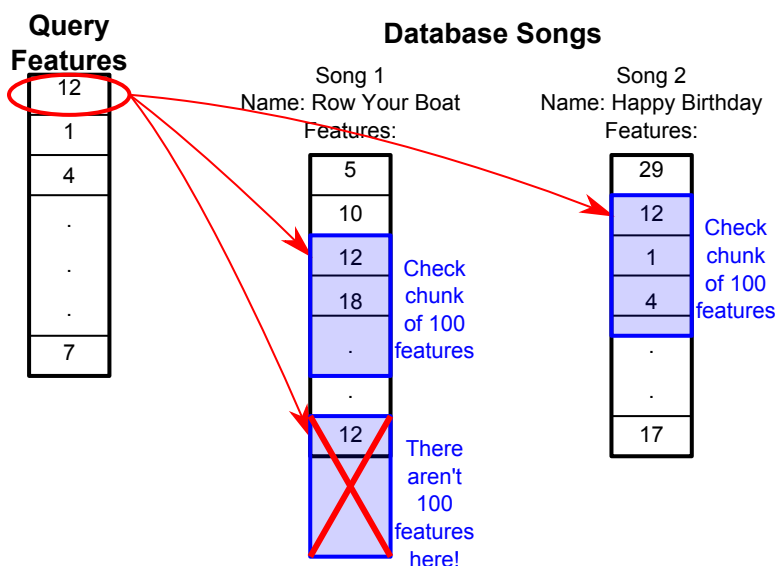 Query
Features
12
1
4
.
.
.
7
Database Songs
Song 1
Name: Row Your Boat
Features:
5
10
12
18
.
.
12
Check
chunk
of 100
features
There
aren't
100
features
here!
Song 2
Name: Happy Birthday
Features:
29
12
1
4
.
.
17
Check
chunk
of 100
features